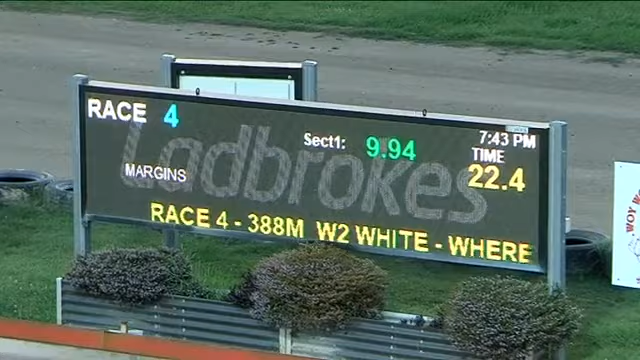 RACE 4
Sect1: 9.94
7:43 PM
TIME
22.4
Ladbrokes
MARGINS
RACE 4 - 388M W2 WHITE - WHERE
WOY W